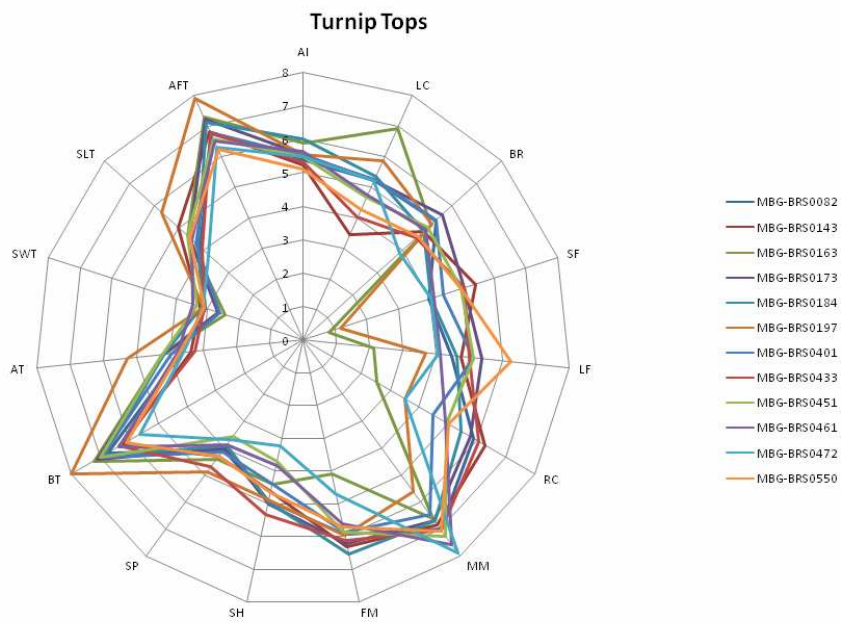 Turnip Tops
AI
LC
BR
SF
LF
RC
MM
FM
SH
SP
BT
AT
SWT
SLT
AFT
8
7
6
5
4
3
2
1
0
MBG-BRS0082
MBG-BRS0143
MBG-BRS0163
MBG-BRS0173
MBG-BRS0184
MBG-BRS0197
MBG-BRS0401
MBG-BRS0433
MBG-BRS0451
MBG-BRS0461
MBG-BRS0472
MBG-BRS0550